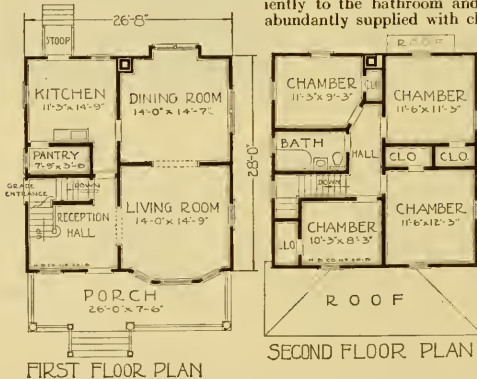 iently to the bathroom and
abundantly supplied with cl
26'-8"
STOOP
KITCHEN
11'-3" X 14'-9"
DINING ROOM
14'-0" X 14'-7"
PANTRY
7'-9" X 3'-8"
GRADE
ENTRANCE
DOWN
UP
RECEPTION
HALL
LIVING ROOM
14'-0" X 14'-9"
28'-0"
PORCH
26'-0" X 7'-6"
FIRST FLOOR PLAN
ROOF
CHAMBER
11'-3" X 9'-3"
CLO
CHAMBER
11'-6" X 11'-3"
BATH
HALL
CLO
CLO.
DOWN
CLO
CHAMBER
10'-3" X 8'-3"
CHAMBER
11'-6" X 12'-3"
ROOF
SECOND FLOOR PLAN